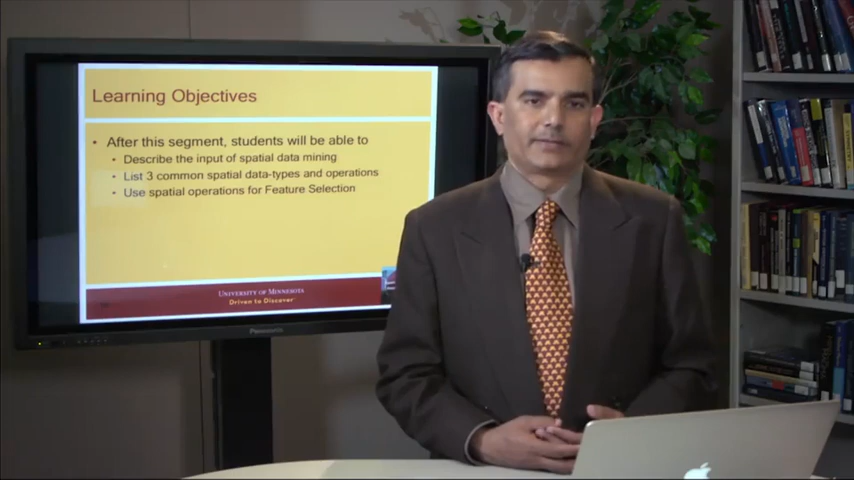 Learning Objectives
• After this segment, students will be able to
• Describe the input of spatial data mining
• List 3 common spatial data-types and operations
• Use spatial operations for Feature Selection
UNIVERSITY OF MINNESOTA
Driven to Discover
Panasonic